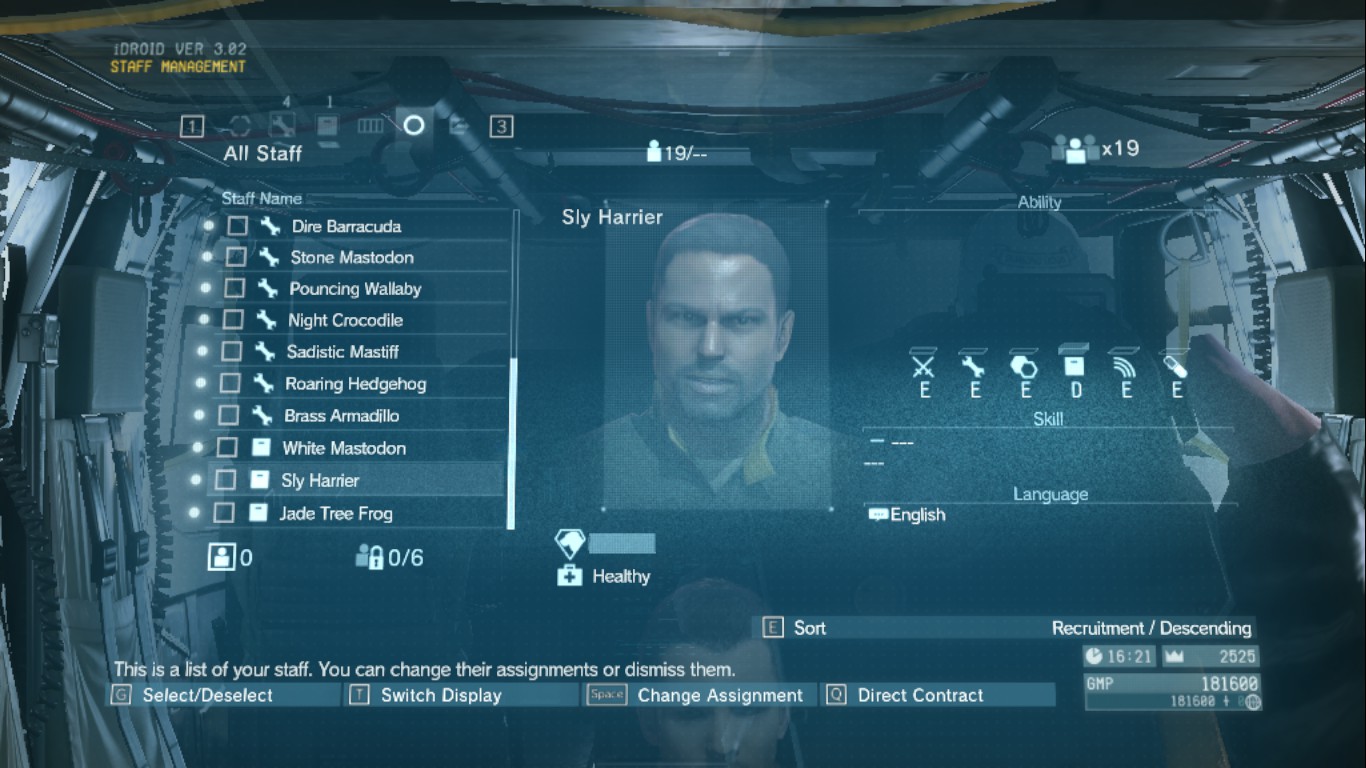 iDROID VER 3.02
STAFF MANAGEMENT
4 1
1 3
All Staff
19/--
x19
Staff Name
Dire Barracuda
Stone Mastodon
Pouncing Wallaby
Night Crocodile
Sadistic Mastiff
Roaring Hedgehog
Brass Armadillo
White Mastodon
Sly Harrier
Jade Tree Frog
0 0/6
Sly Harrier
Healthy
Ability
E E E D E E
Skill
---
---
Language
English
E Sort Recruitment / Descending
16:21 2525
GMP 181600
181600 +
This is a list of your staff. You can change their assignments or dismiss them.
G Select/Deselect T Switch Display Space Change Assignment Q Direct Contract